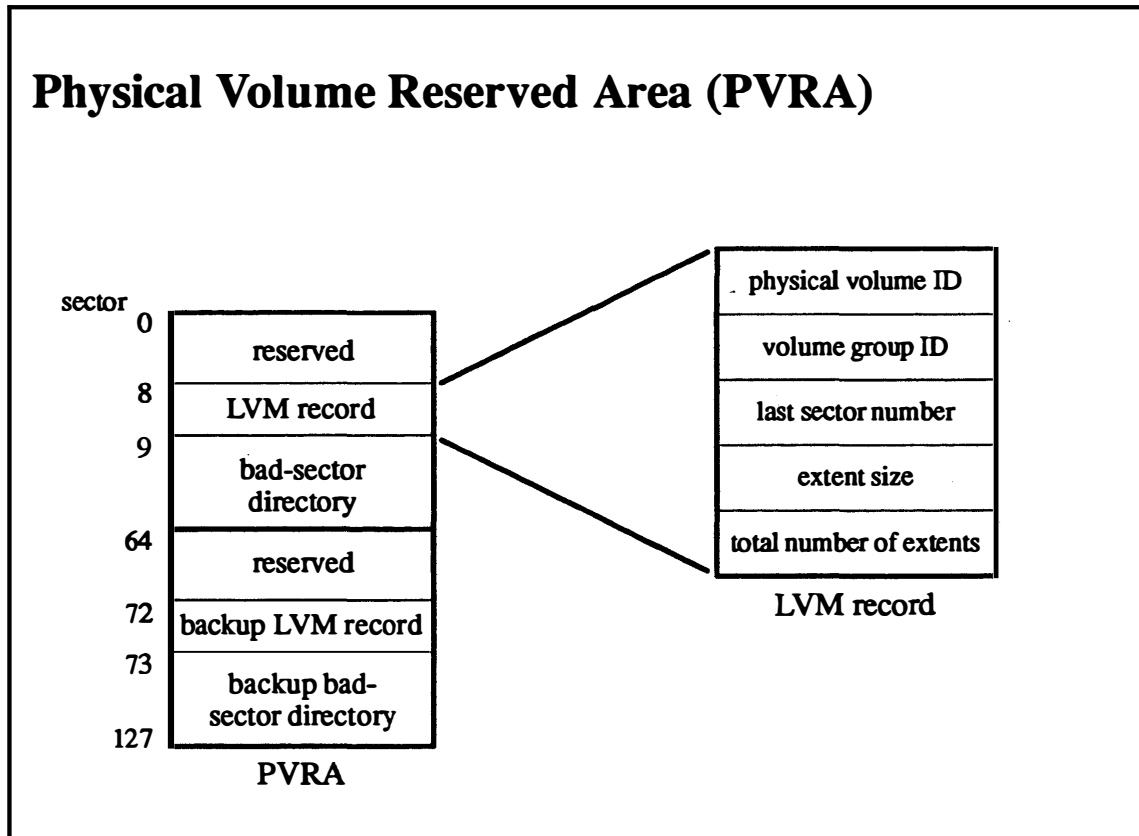 Physical Volume Reserved Area (PVRA)
sector
0
reserved
8
LVM record
9
bad-sector
directory
64
reserved
72
backup LVM record
73
backup bad-
sector directory
127
PVRA
physical volume ID
volume group ID
last sector number
extent size
total number of extents
LVM record